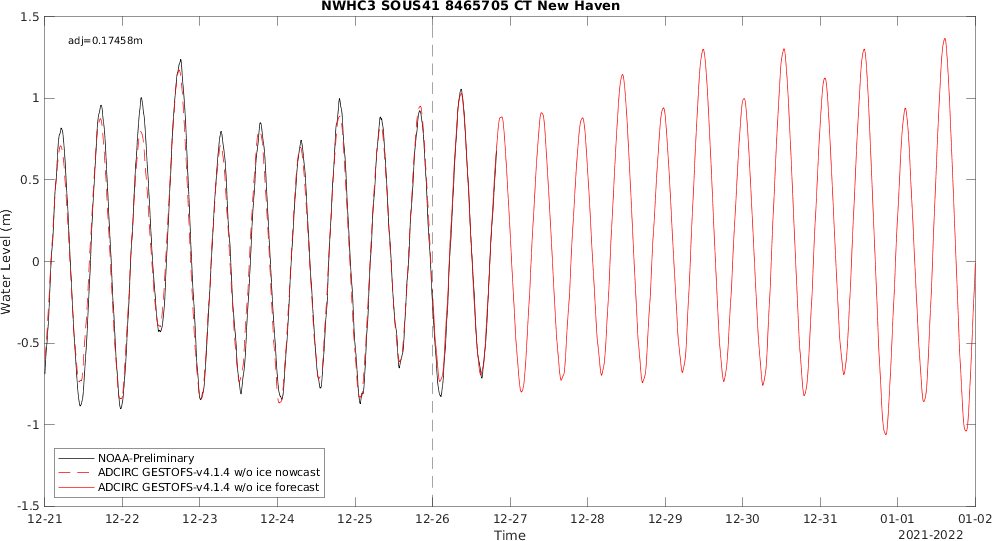 NWHC3 SOUS41 8465705 CT New Haven
adj=0.17458m
1.5
1
0.5
0
-0.5
-1
-1.5
Water Level (m)
NOAA-Preliminary
ADCIRC GESTOFS-v4.1.4 w/o ice nowcast
ADCIRC GESTOFS-v4.1.4 w/o ice forecast
12-21 12-22 12-23 12-24 12-25 12-26 12-27 12-28 12-29 12-30 12-31 01-01 01-02
Time
2021-2022